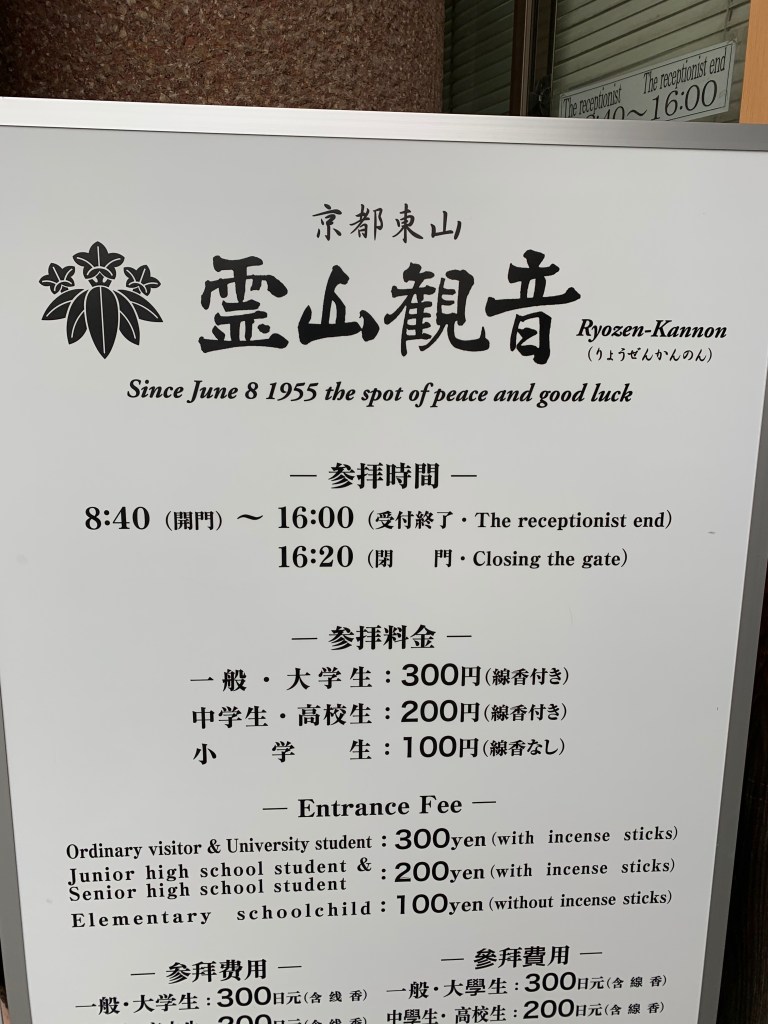 The receptionist The receptionist end
～16:00
京都東山
霊山観音
Ryozen-Kannon
(りょうぜんかんのん)
Since June 8 1955 the spot of peace and good luck
― 参拝時間 ―
8:40 (開門) ～ 16:00 (受付終了・The receptionist end)
16:20 (閉 門・Closing the gate)
― 参拝料金 ―
一般・大学生：300円(線香付き)
中学生・高校生：200円(線香付き)
小学生：100円(線香なし)
― Entrance Fee ―
Ordinary visitor & University student：300yen (with incense sticks)
Junior high school student &
Senior high school student：200yen (with incense sticks)
Elementary schoolchild：100yen (without incense sticks)
― 参拜费用 ―
一般・大学生：300日元(含线香)
― 參拜費用 ―
一般・大學生：300日元(含線香)
中學生・高校生：200日元(含線香)